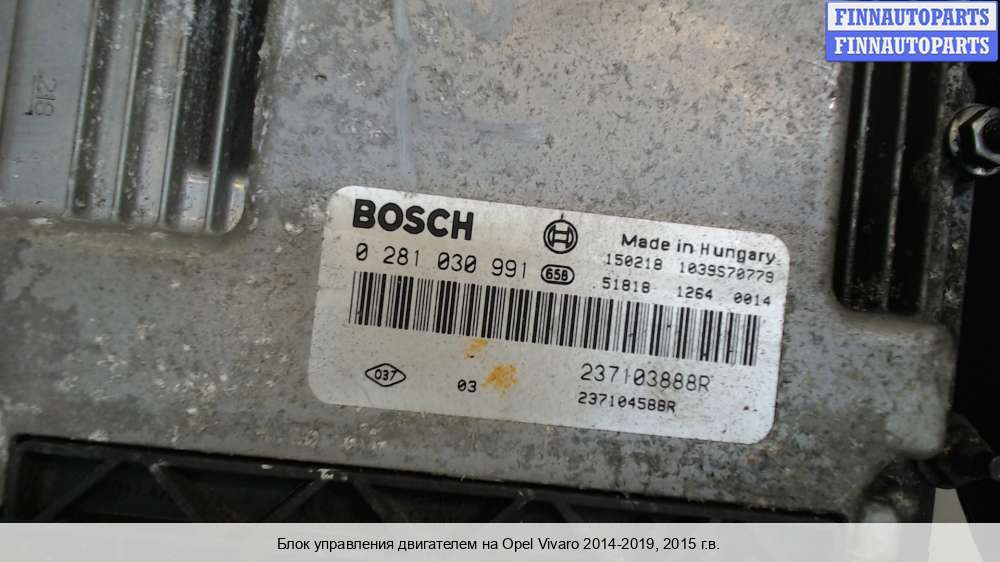 FINNAUTOPARTS
FINNAUTOPARTS
218
BOSCH
Made in Hungary
0 281 030 991 658
150218 1039S70779
51818 1264 0014
037 03
237103888R
237104588R
Блок управления двигателем на Opel Vivaro 2014-2019, 2015 г.в.